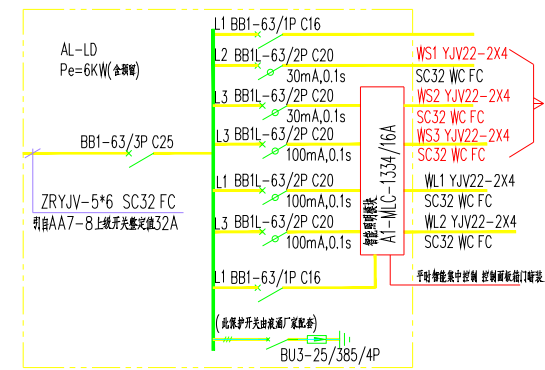 L1 BB1-63/1P C16
AL-LD
Pe=6KW(含预留)
L2 BB1L-63/2P C20
30mA,0.1s
WS1 YJV22-2X4
SC32 WC FC
L3 BB1L-63/2P C20
30mA,0.1s
WS2 YJV22-2X4
SC32 WC FC
BB1-63/3P C25
L3 BB1L-63/2P C20
100mA,0.1s
WS3 YJV22-2X4
SC32 WC FC
L1 BB1L-63/2P C20
100mA,0.1s
WL1 YJV22-2X4
SC32 WC FC
ZRYJV-5*6 SC32 FC
引自AA7-8上级开关整定值32A
L3 BB1L-63/2P C20
100mA,0.1s
WL2 YJV22-2X4
SC32 WC FC
智能照明模块
A1-MLC-1334/16A
L1 BB1-63/1P C16
平时智能集中控制 控制面板箱门暗装
(此保护开关由浪涌厂家配套)
BU3-25/385/4P